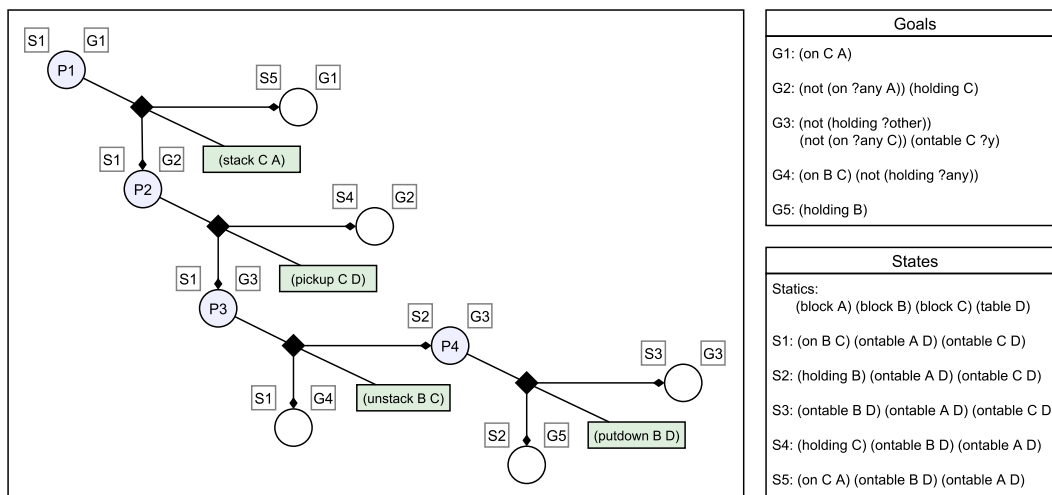 S1 G1
P1
S5 G1
(stack C A)
S1 G2
P2
S4 G2
(pickup C D)
S1 G3
P3
S2 G3
P4
S1 G4
(unstack B C)
S3 G3
S2 G5
(putdown B D)
Goals
G1: (on C A)
G2: (not (on ?any A)) (holding C)
G3: (not (holding ?other))
(not (on ?any C)) (ontable C ?y)
G4: (on B C) (not (holding ?any))
G5: (holding B)
States
Statics:
(block A) (block B) (block C) (table D)
S1: (on B C) (ontable A D) (ontable C D)
S2: (holding B) (ontable A D) (ontable C D)
S3: (ontable B D) (ontable A D) (ontable C D
S4: (holding C) (ontable B D) (ontable A D)
S5: (on C A) (ontable B D) (ontable A D)